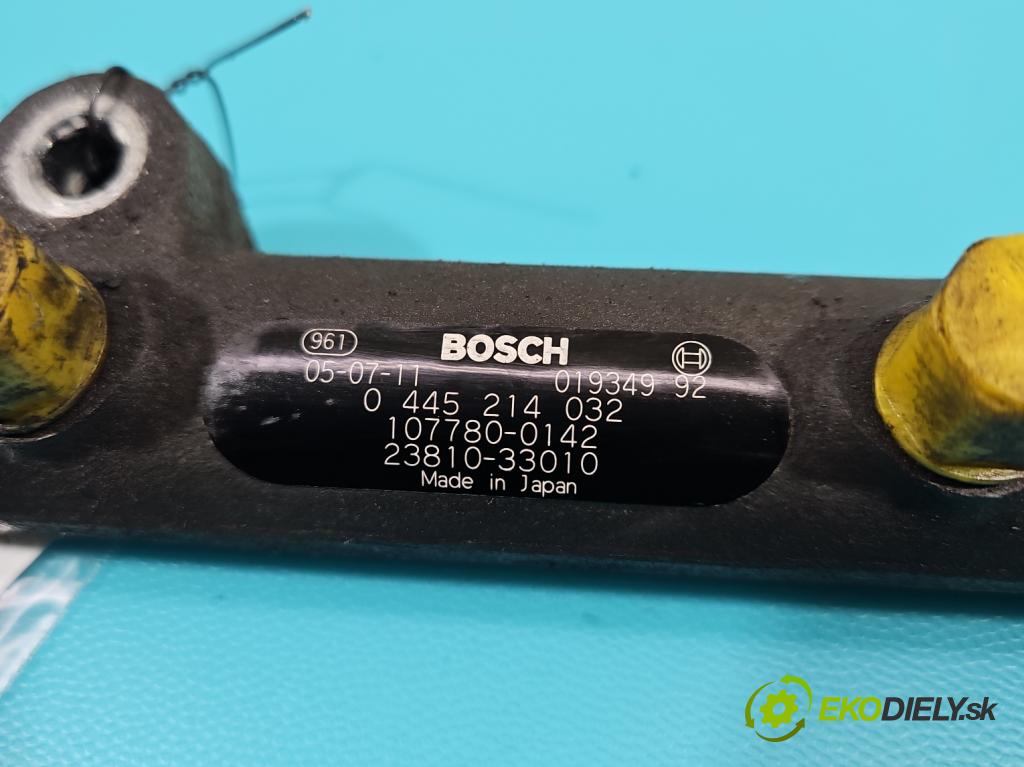 961 BOSCH
05-07-11 019349 92
0 445 214 032
107780-0142
23810-33010
Made in Japan
EKODIELY.sk